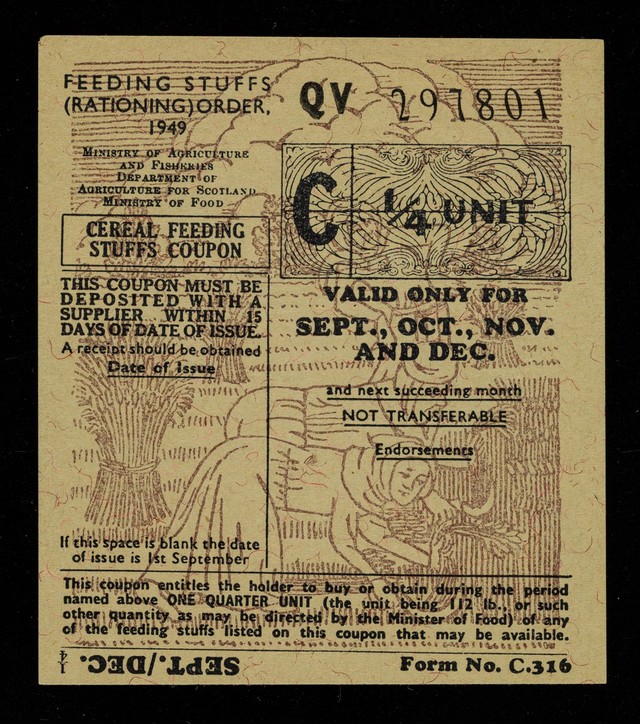 FEEDING STUFFS
(RATIONING) ORDER,
1949
MINISTRY OF AGRICULTURE
AND FISHERIES
DEPARTMENT OF
AGRICULTURE FOR SCOTLAND
MINISTRY OF FOOD
CEREAL FEEDING
STUFFS COUPON
THIS COUPON MUST BE
DEPOSITED WITH A
SUPPLIER WITHIN 15
DAYS OF DATE OF ISSUE.
A receipt should be obtained
Date of Issue
If this space is blank the date
of issue is 1st September
QV 297801
C 1/4 UNIT
VALID ONLY FOR
SEPT., OCT., NOV.
AND DEC.
and next succeeding month
NOT TRANSFERABLE
Endorsements
This coupon entitles the holder to buy or obtain during the period
named above ONE QUARTER UNIT (the unit being 112 lb., or such
other quantity as may be directed by the Minister of Food) of any
of the feeding stuffs listed on this coupon that may be available.
1/4 SEPT./DEC.
Form No. C.316